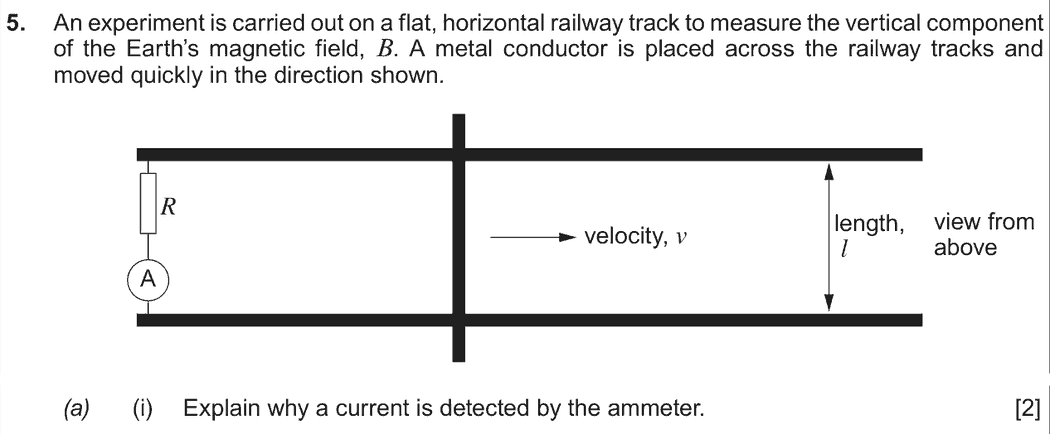 5. An experiment is carried out on a flat, horizontal railway track to measure the vertical component
of the Earth's magnetic field, B. A metal conductor is placed across the railway tracks and
moved quickly in the direction shown.
R
A
velocity, v
length,
l
view from
above
(a) (i) Explain why a current is detected by the ammeter. [2]